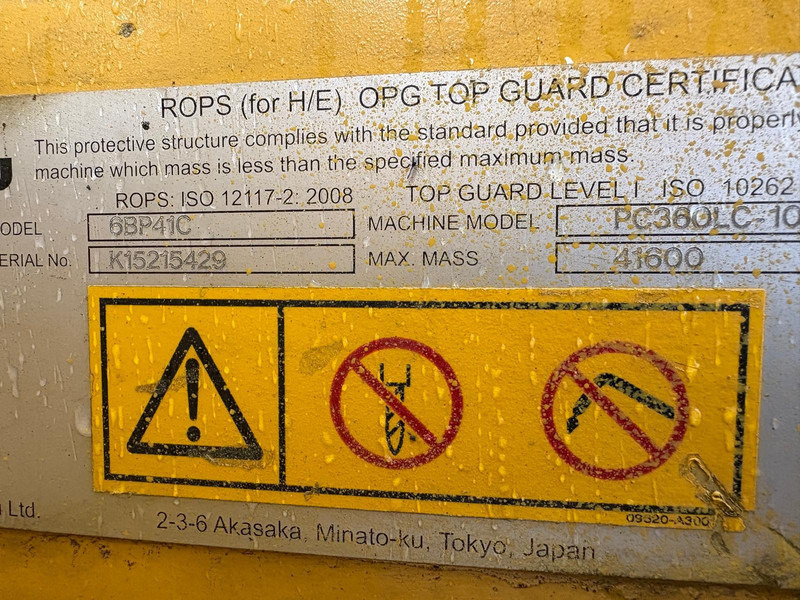 ROPS (for H/E) OPG TOP GUARD CERTIFICA
This protective structure complies with the standard provided that it is properly
machine which mass is less than the specified maximum mass.
ROPS: ISO 12117-2: 2008 TOP GUARD LEVEL I ISO 10262
ODEL 6BP41C MACHINE MODEL PC360LC-10
ERIAL No. K15215429 MAX. MASS 41600
09620-A300
Ltd.
2-3-6 Akasaka, Minato-ku, Tokyo, Japan